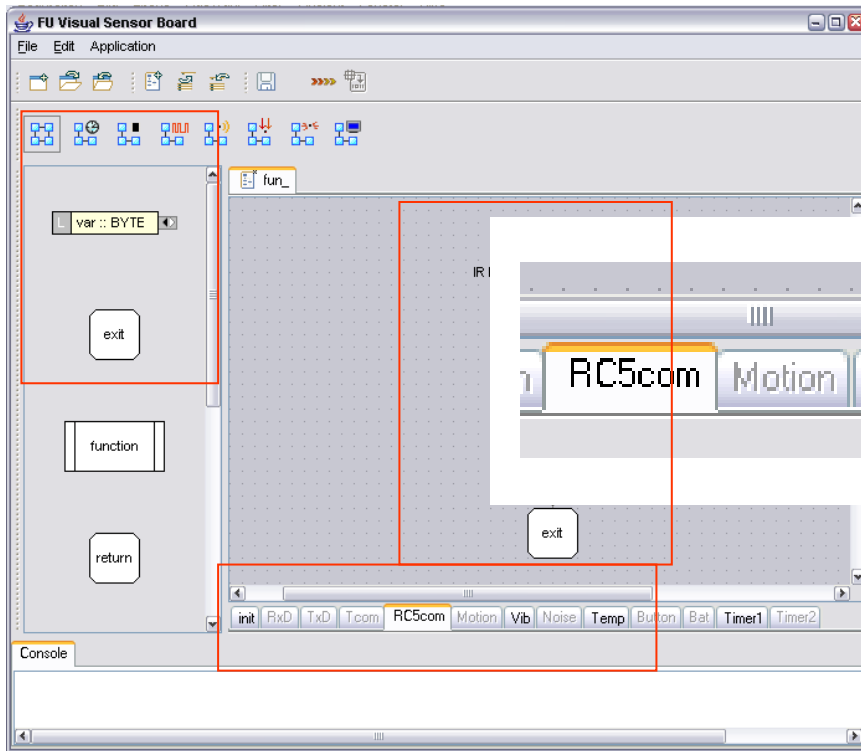 FU Visual Sensor Board
File Edit Application
fun_
L var :: BYTE
IR
exit
RC5com Motion
function
exit
return
init RxD TxD Tcom RC5com Motion Vib Noise Temp Button Bat Timer1 Timer2
Console